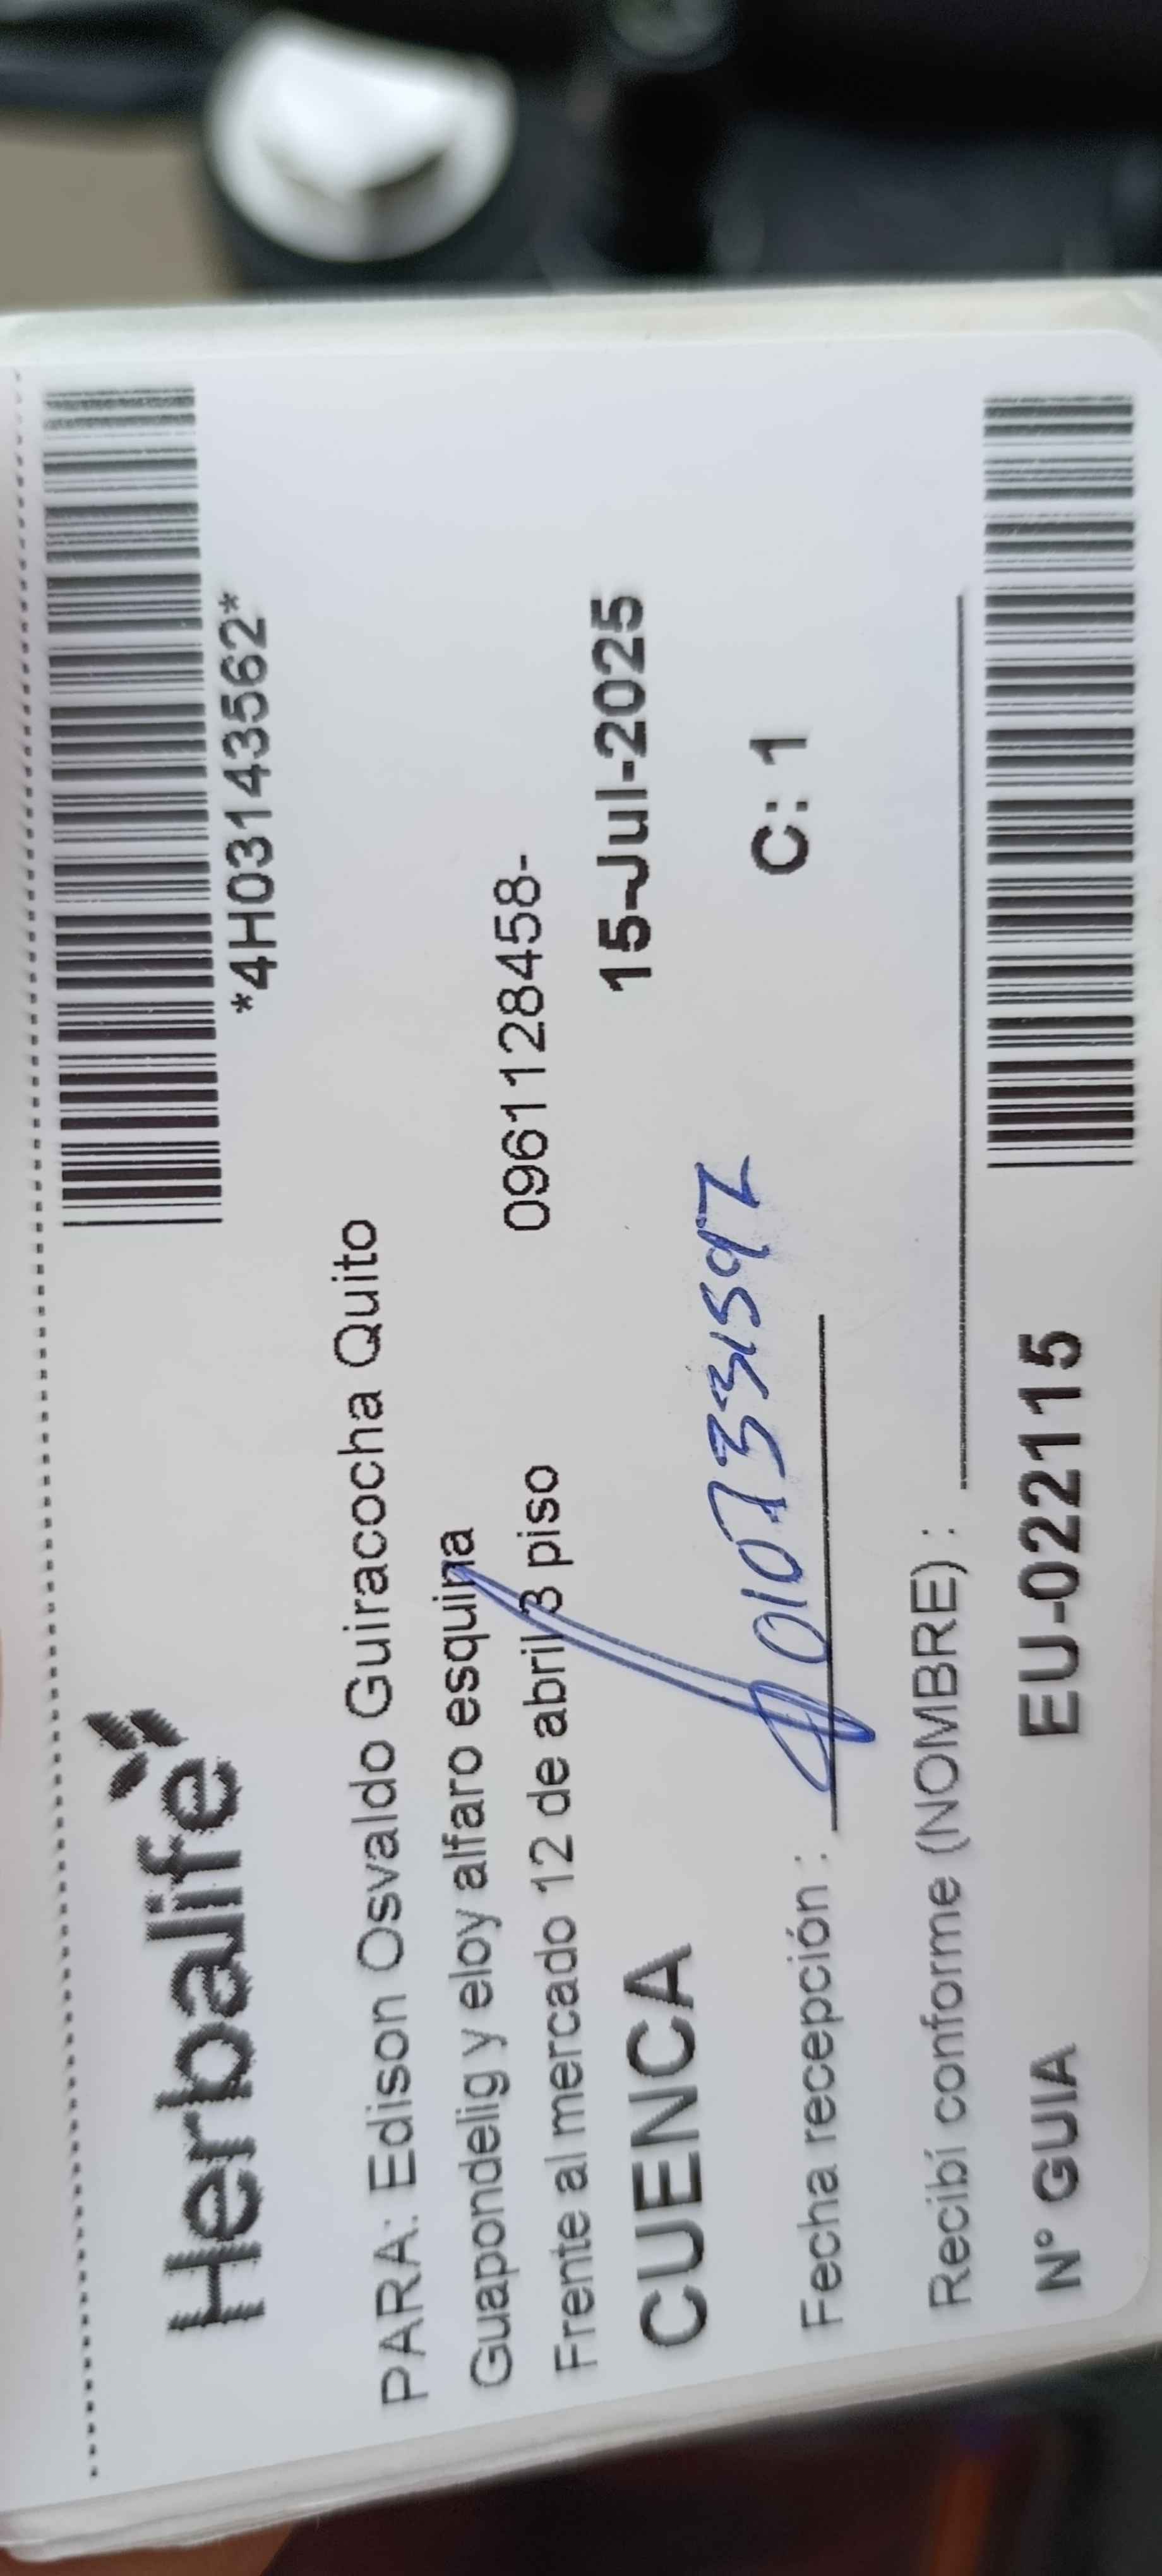 Herbalife
*4H03143562*
PARA: Edison Osvaldo Guiracocha Quito
Guapondelig y eloy alfaro esquina
Frente al mercado 12 de abril 3 piso
0961128458-
CUENCA
15-Jul-2025
C: 1
Fecha recepción :
Recibí conforme (NOMBRE) :
N° GUIA
EU-022115